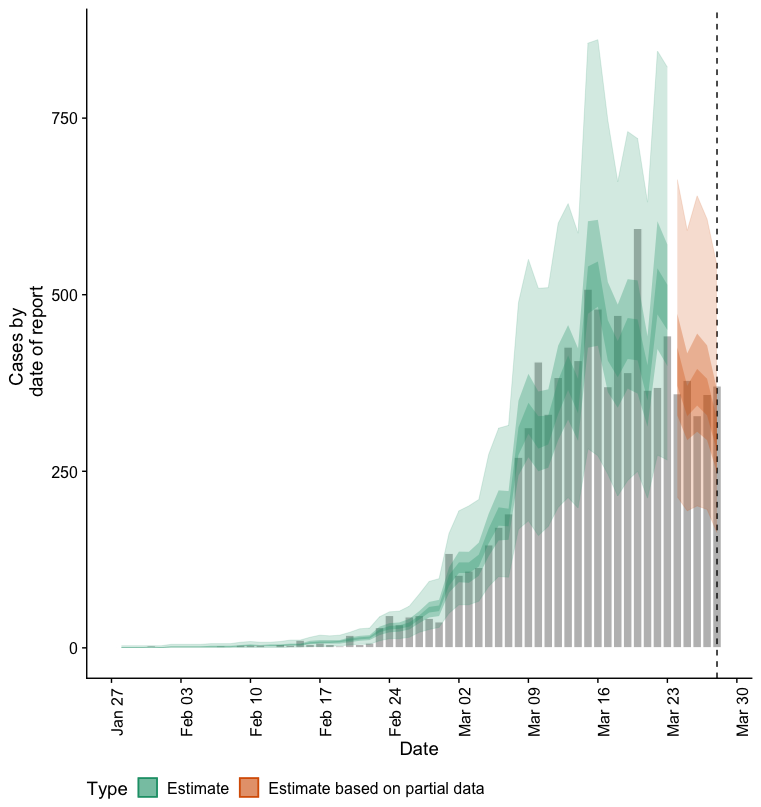 Cases by
date of report
750
500
250
0
Jan 27
Feb 03
Feb 10
Feb 17
Feb 24
Mar 02
Mar 09
Mar 16
Mar 23
Mar 30
Date
Type Estimate Estimate based on partial data